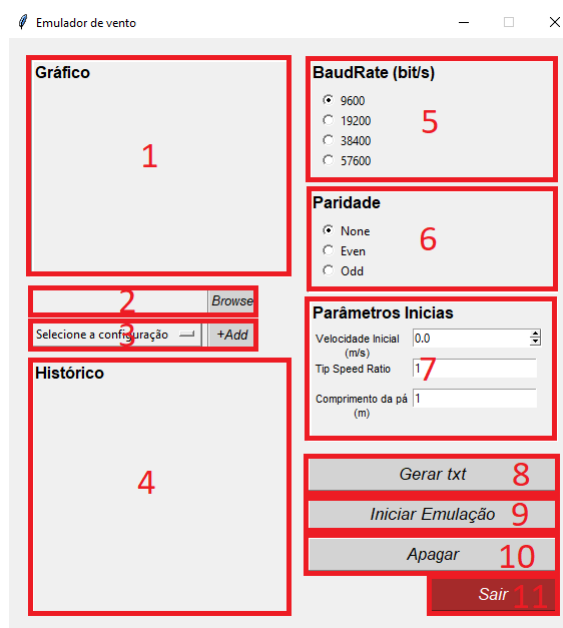 Emulador de vento
Gráfico
1
2
Browse
Selecione a configuração
3
+Add
Histórico
4
BaudRate (bit/s)
9600
19200
38400
57600
5
Paridade
None
Even
Odd
6
Parâmetros Inicias
Velocidade Inicial
(m/s)
0.0
Tip Speed Ratio
1
7
Comprimento da pá
(m)
1
Gerar txt
8
Iniciar Emulação
9
Apagar
10
Sair
11